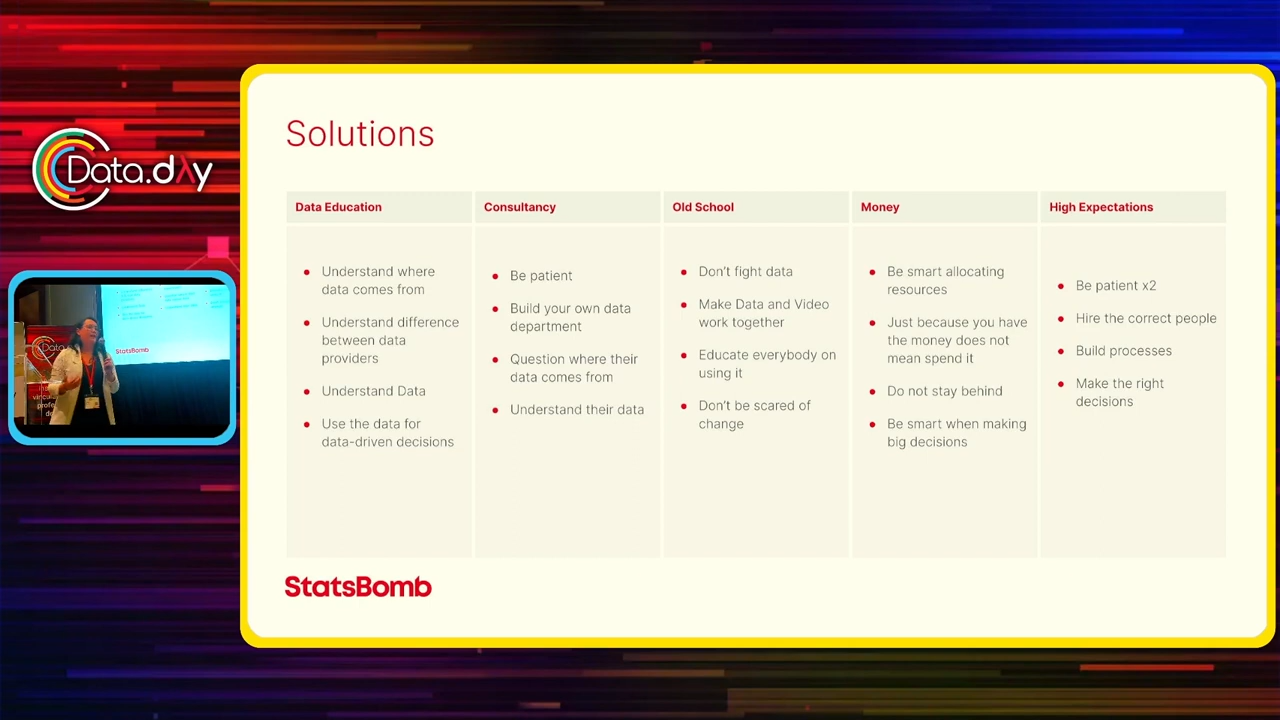 Data.dAy
Solutions
Data Education
Understand where
data comes from
Understand difference
between data
providers
Understand Data
Use the data for
data-driven decisions
Consultancy
Be patient
Build your own data
department
Question where their
data comes from
Understand their data
Old School
Don't fight data
Make Data and Video
work together
Educate everybody on
using it
Don't be scared of
change
Money
Be smart allocating
resources
Just because you have
the money does not
mean spend it
Do not stay behind
Be smart when making
big decisions
High Expectations
Be patient x2
Hire the correct people
Build processes
Make the right
decisions
StatsBomb
StatsBomb